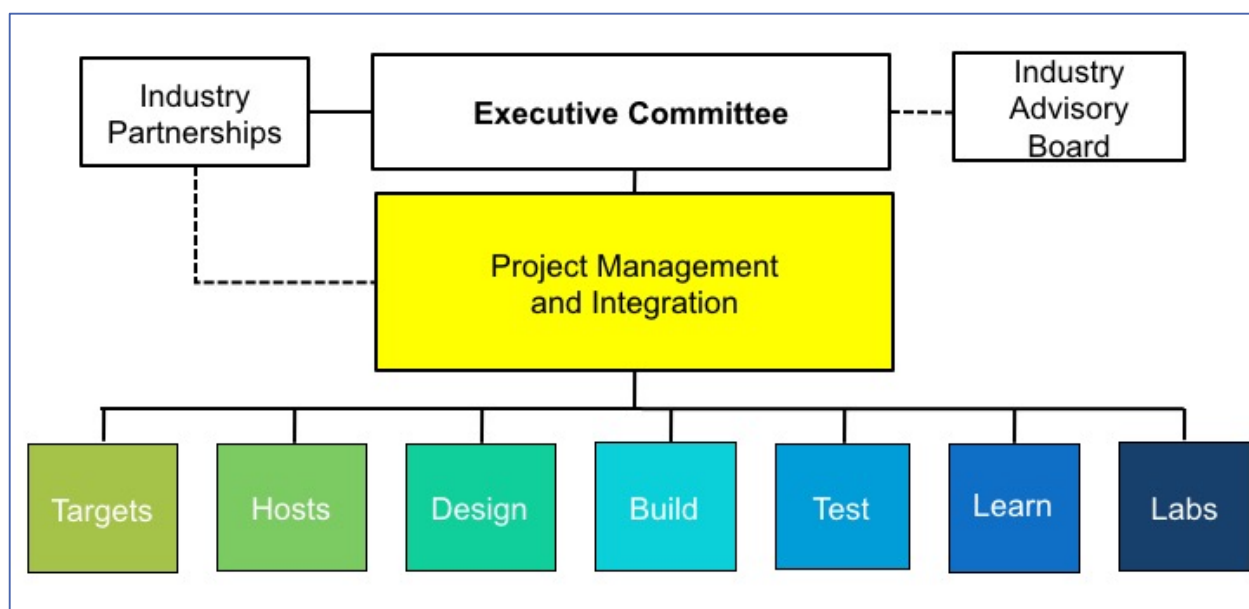 Industry
Partnerships
Executive Committee
Industry
Advisory
Board
Project Management
and Integration
Targets
Hosts
Design
Build
Test
Learn
Labs